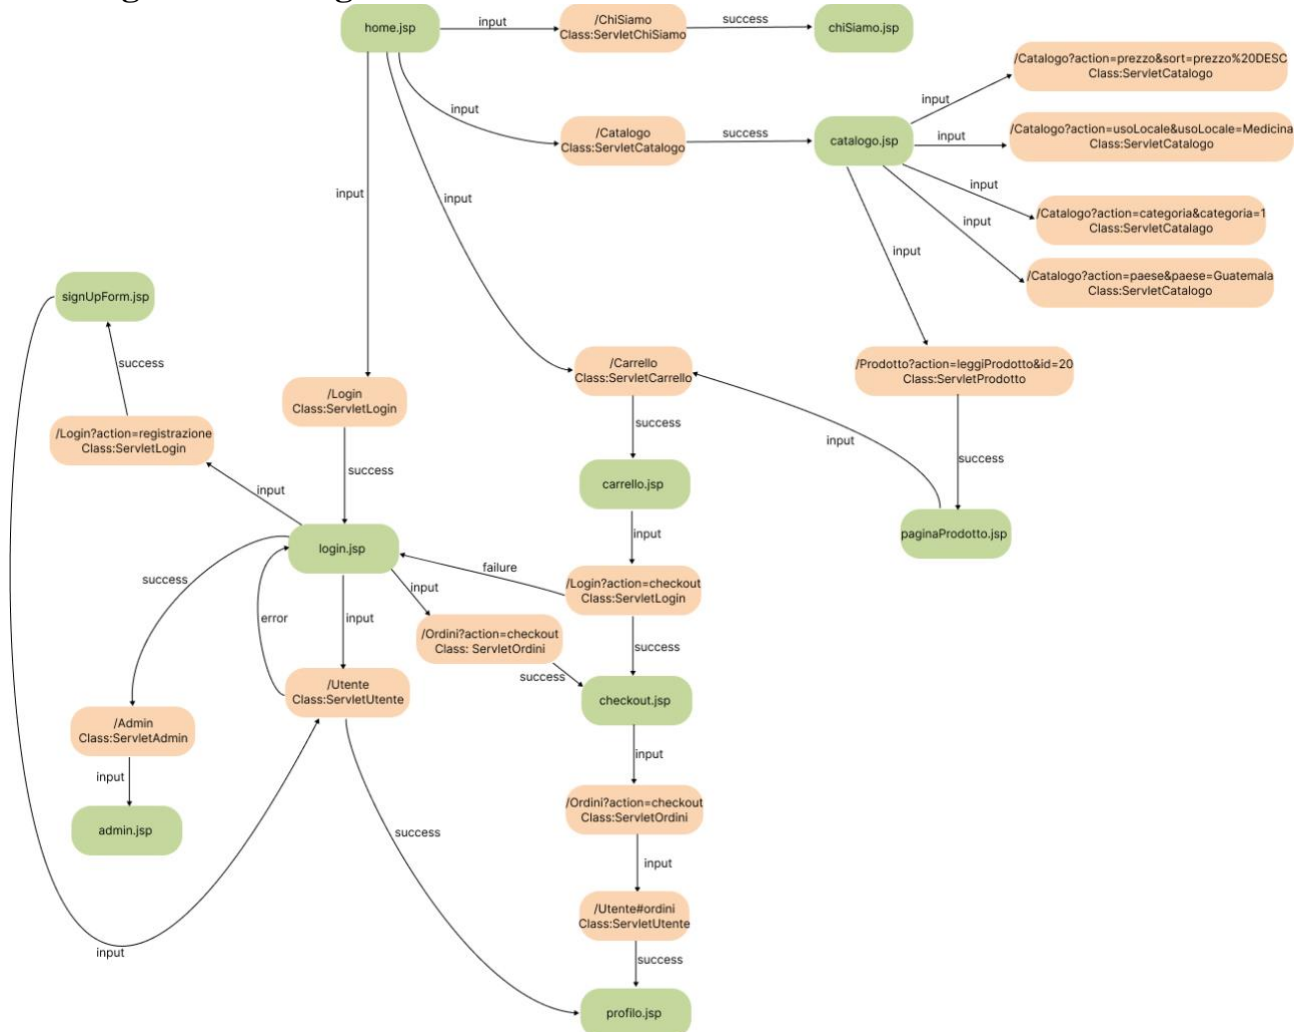 home.jsp
input
/ChiSiamo
Class:ServletChiSiamo
success
chiSiamo.jsp
input
/Catalogo
Class:ServletCatalogo
success
catalogo.jsp
input
/Catalogo?action=prezzo&sort=prezzo%20DESC
Class:ServletCatalogo
input
/Catalogo?action=usoLocale&usoLocale=Medicina
Class:ServletCatalogo
input
/Catalogo?action=categoria&categoria=1
Class:ServletCatalago
input
/Catalogo?action=paese&paese=Guatemala
Class:ServletCatalogo
input
input
input
signUpForm.jsp
success
/Login?action=registrazione
Class:ServletLogin
input
/Login
Class:ServletLogin
success
/Carrello
Class:ServletCarrello
success
/Prodotto?action=leggiProdotto&id=20
Class:ServletProdotto
success
input
carrello.jsp
paginaProdotto.jsp
input
login.jsp
failure
/Login?action=checkout
Class:ServletLogin
success
error
input
input
/Ordini?action=checkout
Class: ServletOrdini
success
success
/Utente
Class:ServletUtente
checkout.jsp
/Admin
Class:ServletAdmin
input
admin.jsp
input
/Ordini?action=checkout
Class:ServletOrdini
success
input
/Utente#ordini
Class:ServletUtente
input
success
profilo.jsp